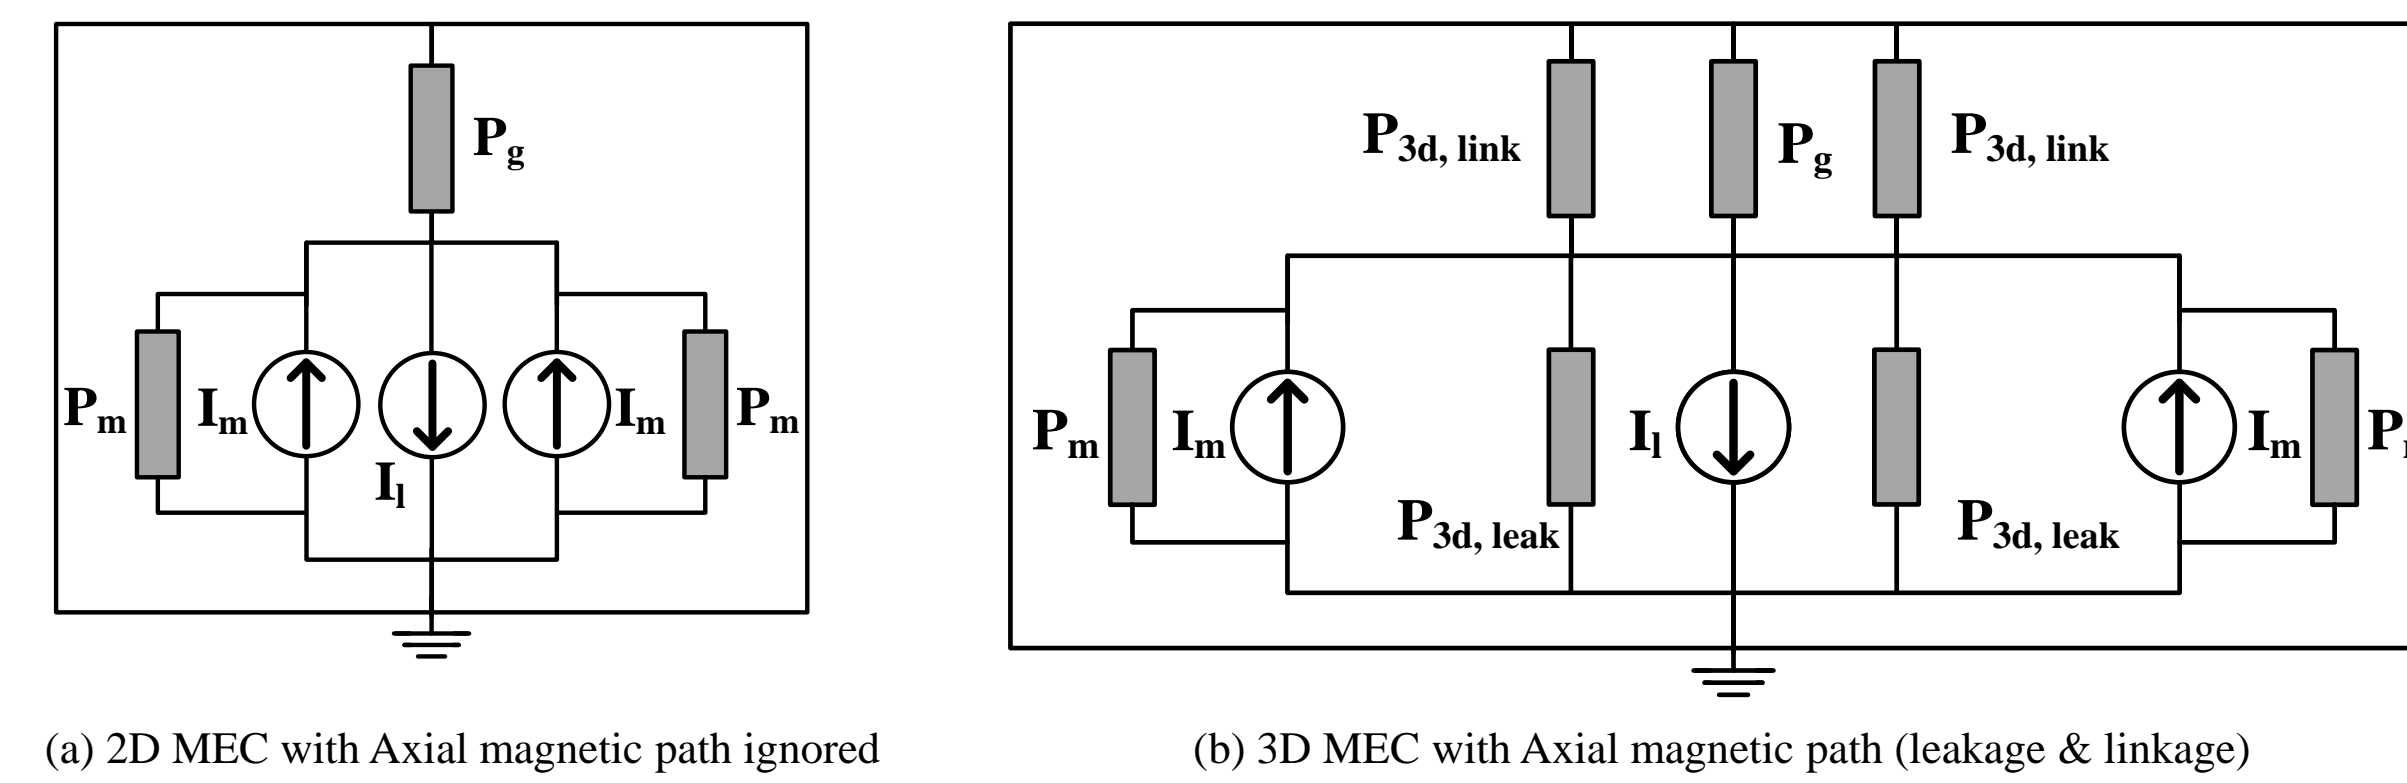 P3d, link Pg P3d, link
Pg
Pm Im Im Pm
Il
Pm Im Il Im
P3d, leak P3d, leak
(a) 2D MEC with Axial magnetic path ignored
(b) 3D MEC with Axial magnetic path (leakage & linkage)